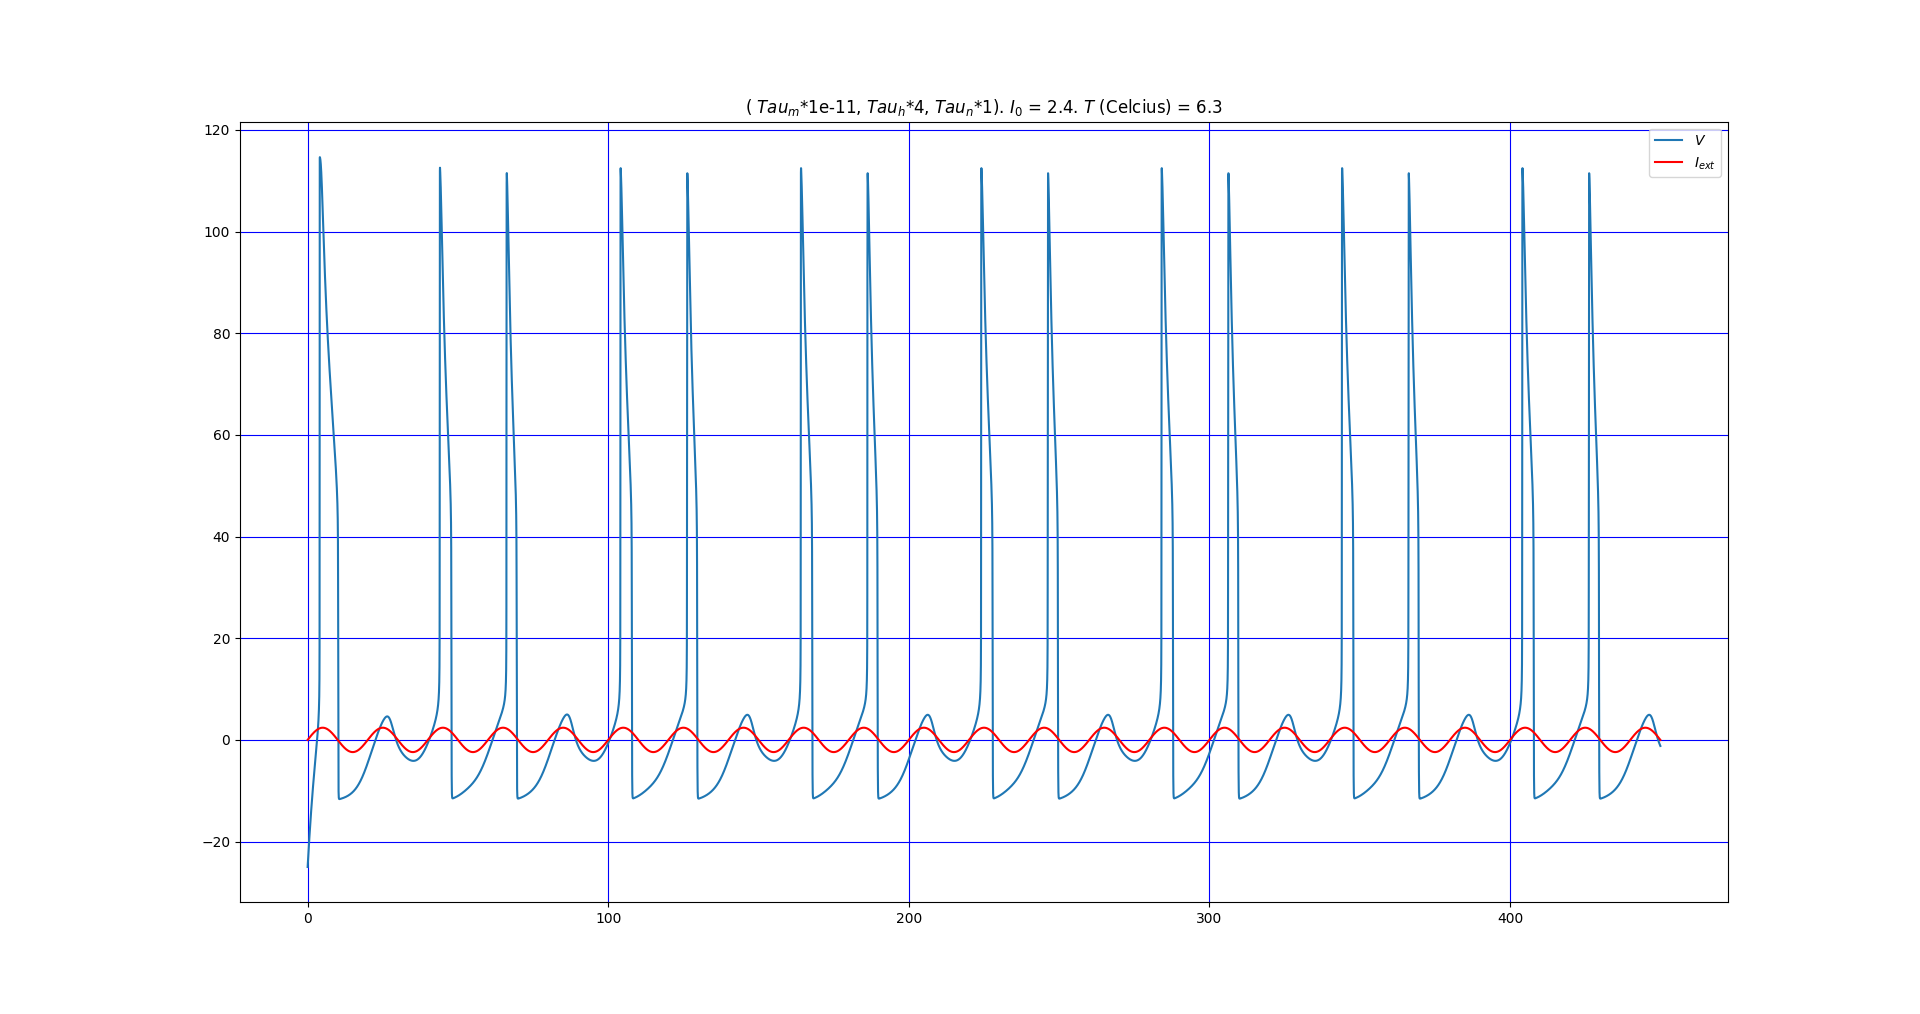 ( Tau_m*1e-11, Tau_h*4, Tau_n*1). I_0 = 2.4. T (Celcius) = 6.3
V
I_ext
120
100
80
60
40
20
0
−20
0 100 200 300 400